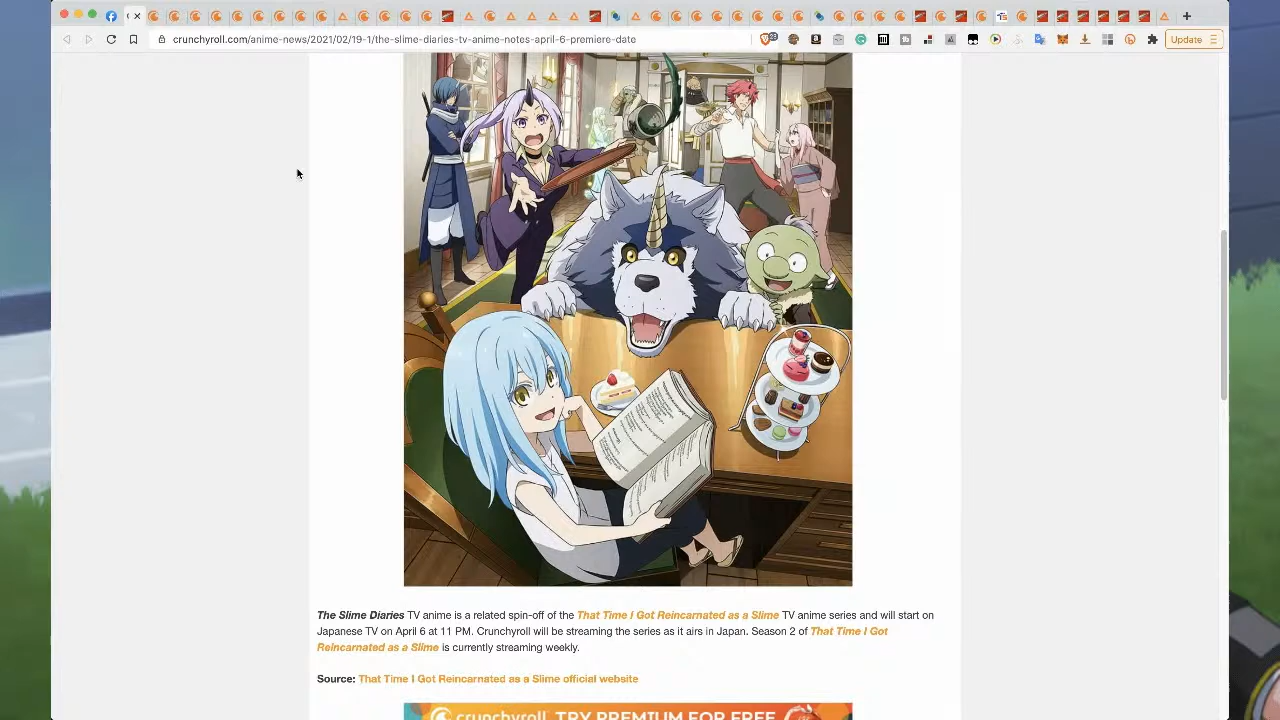 crunchyroll.com/anime-news/2021/02/19-1/the-slime-diaries-tv-anime-notes-april-6-premiere-date
23
Update
The Slime Diaries TV anime is a related spin-off of the That Time I Got Reincarnated as a Slime TV anime series and will start on
Japanese TV on April 6 at 11 PM. Crunchyroll will be streaming the series as it airs in Japan. Season 2 of That Time I Got
Reincarnated as a Slime is currently streaming weekly.
Source: That Time I Got Reincarnated as a Slime official website
crunchyroll TRY PREMIUM FOR FREE